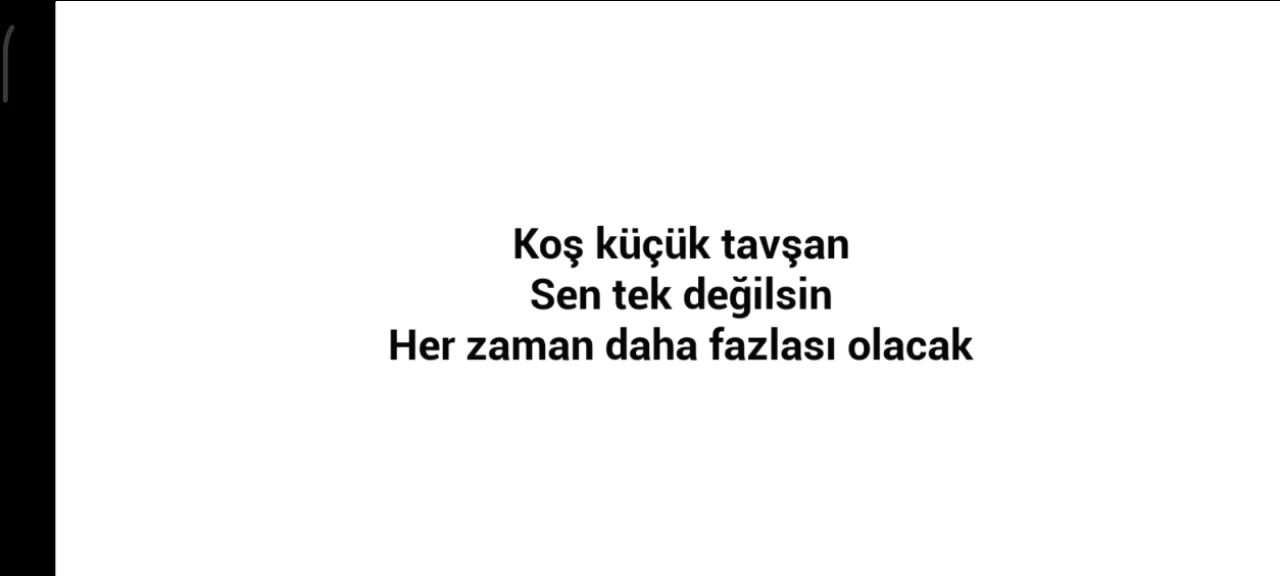 Koş küçük tavşan
Sen tek değilsin
Her zaman daha fazlası olacak